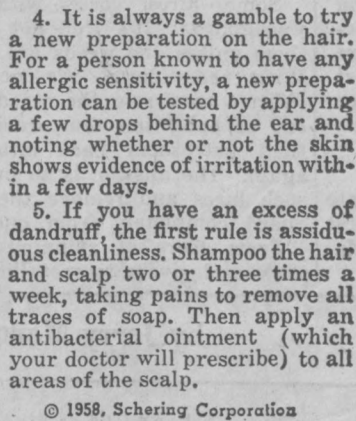 4. It is always a gamble to try
a new preparation on the hair.
For a person known to have any
allergic sensitivity, a new prepa-
ration can be tested by applying
a few drops behind the ear and
noting whether or not the skin
shows evidence of irritation with-
in a few days.
5. If you have an excess of
dandruff, the first rule is assidu-
ous cleanliness. Shampoo the hair
and scalp two or three times a
week, taking pains to remove all
traces of soap. Then apply an
antibacterial ointment (which
your doctor will prescribe) to all
areas of the scalp.
© 1958, Schering Corporation